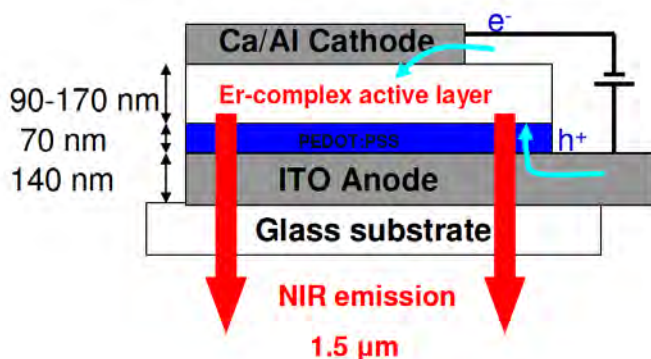 Ca/Al Cathode
e-
Er-complex active layer
90-170 nm
70 nm
PEDOT:PSS
h+
140 nm
ITO Anode
Glass substrate
NIR emission
1.5 µm